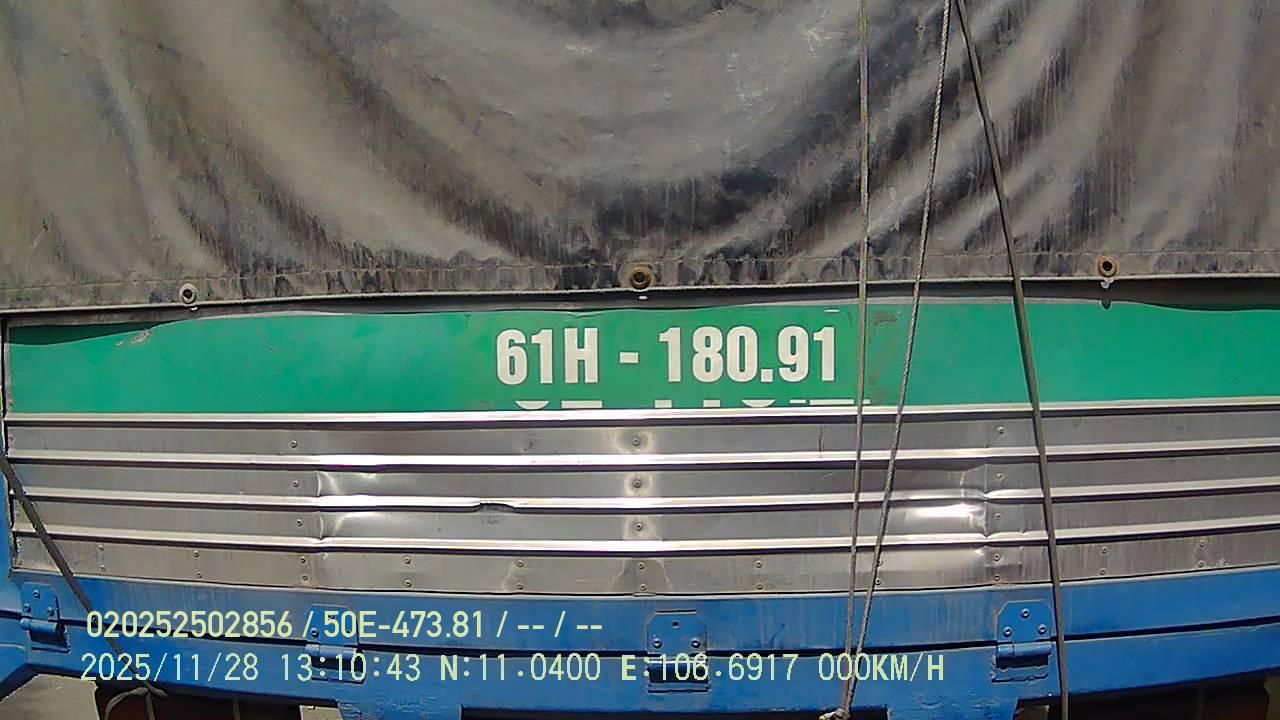 61H - 180.91
020252502856 / 50E-473.81 / -- / --
2025/11/28 13:10:43 N:11.0400 E:106.6917 000KM/H